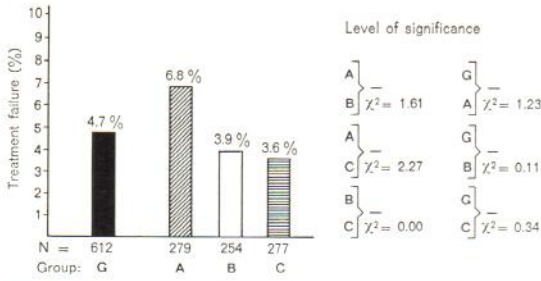 Treatment failure (%)
10
9
8
7
6
5
4
3
2
1
4.7 %
6.8 %
3.9 %
3.6 %
N = 612 279 254 277
Group: G A B C
Level of significance
A
B χ²= 1.61
G
A χ²= 1.23
A
C χ²= 2.27
G
B χ²= 0.11
B
C χ²= 0.00
G
C χ²= 0.34